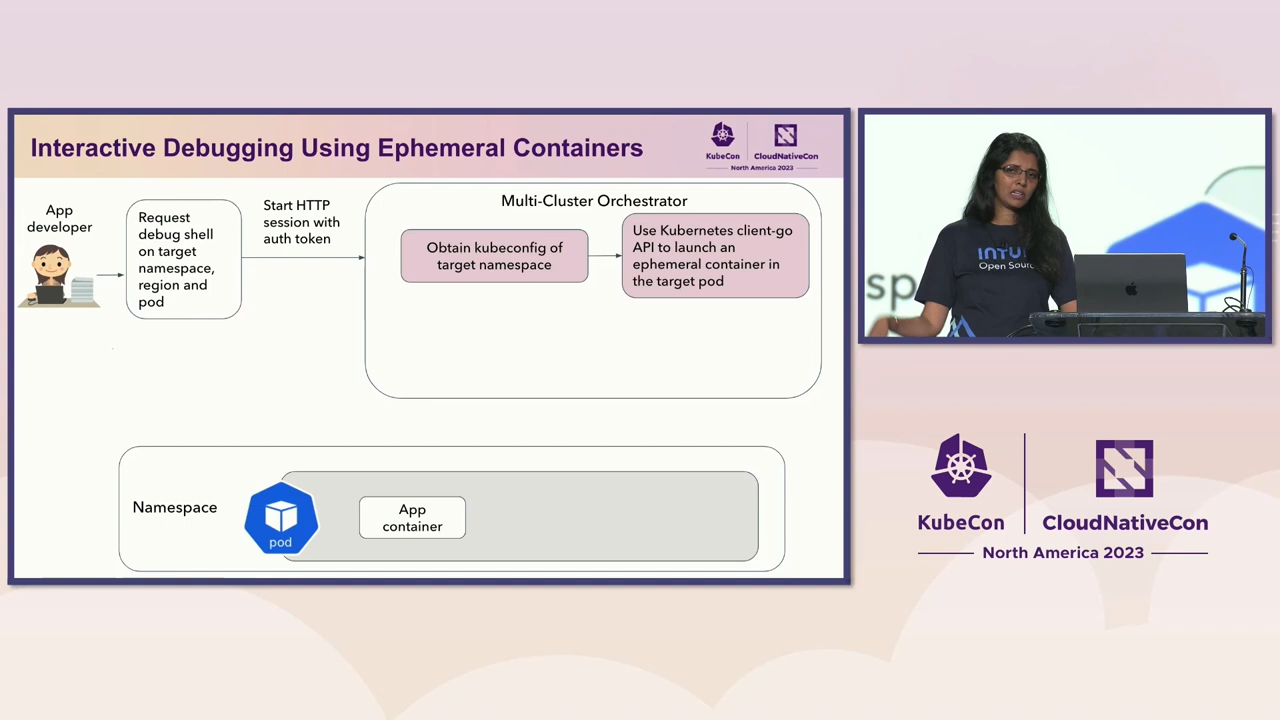 Interactive Debugging Using Ephemeral Containers
KubeCon
CloudNativeCon
North America 2023
App
developer
Request
debug shell
on target
namespace,
region and
pod
Start HTTP
session with
auth token
Multi-Cluster Orchestrator
Obtain kubeconfig of
target namespace
Use Kubernetes client-go
API to launch an
ephemeral container in
the target pod
Namespace
pod
App
container
sp
INTU
Open Sourc
KubeCon
CloudNativeCon
North America 2023